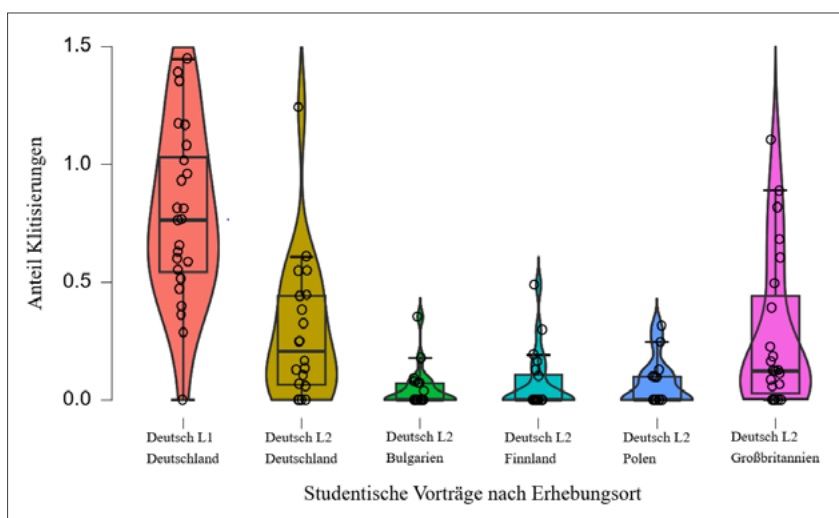 1.5
1.0
0.5
0.0
Anteil Klitisierungen
Deutsch L1
Deutschland
Deutsch L2
Deutschland
Deutsch L2
Bulgarien
Deutsch L2
Finnland
Deutsch L2
Polen
Deutsch L2
Großbritannien
Studentische Vorträge nach Erhebungsort